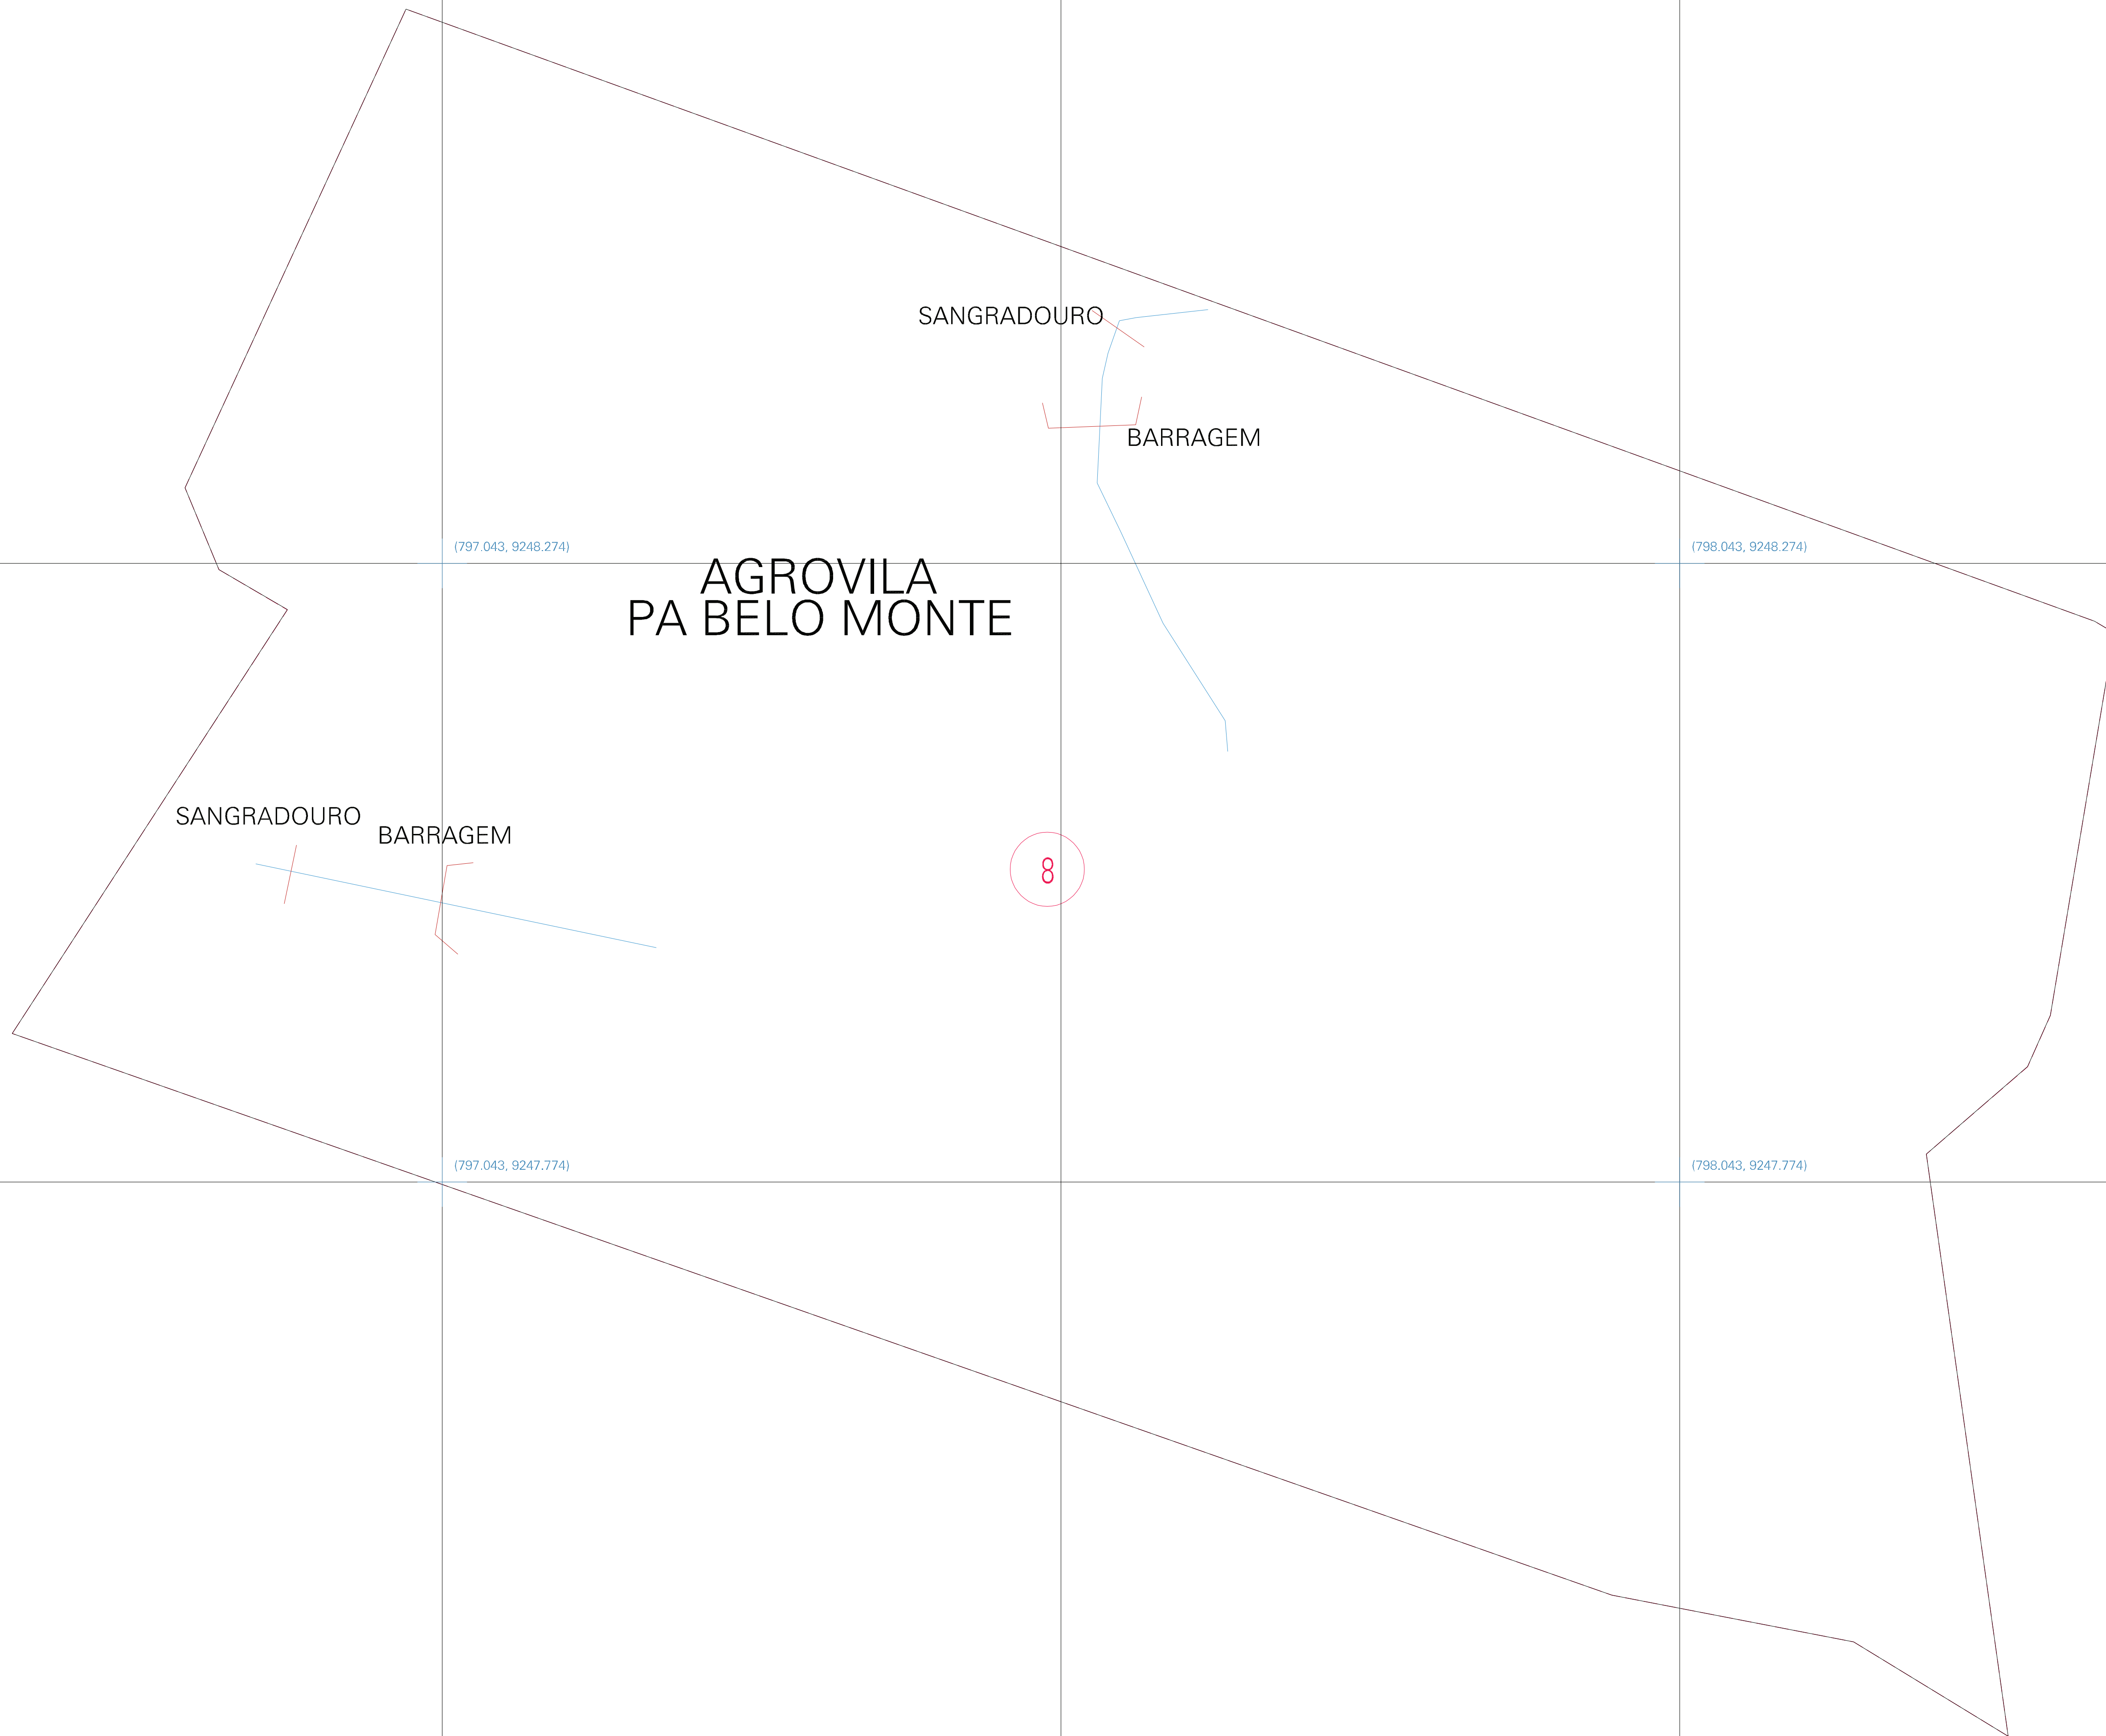 SANGRADOURO
BARRAGEM
(797.043, 9248.274)
(798.043, 9248.274)
AGROVILA
PA BELO MONTE
SANGRADOURO
BARRAGEM
8
(797.043, 9247.774)
(798.043, 9247.774)